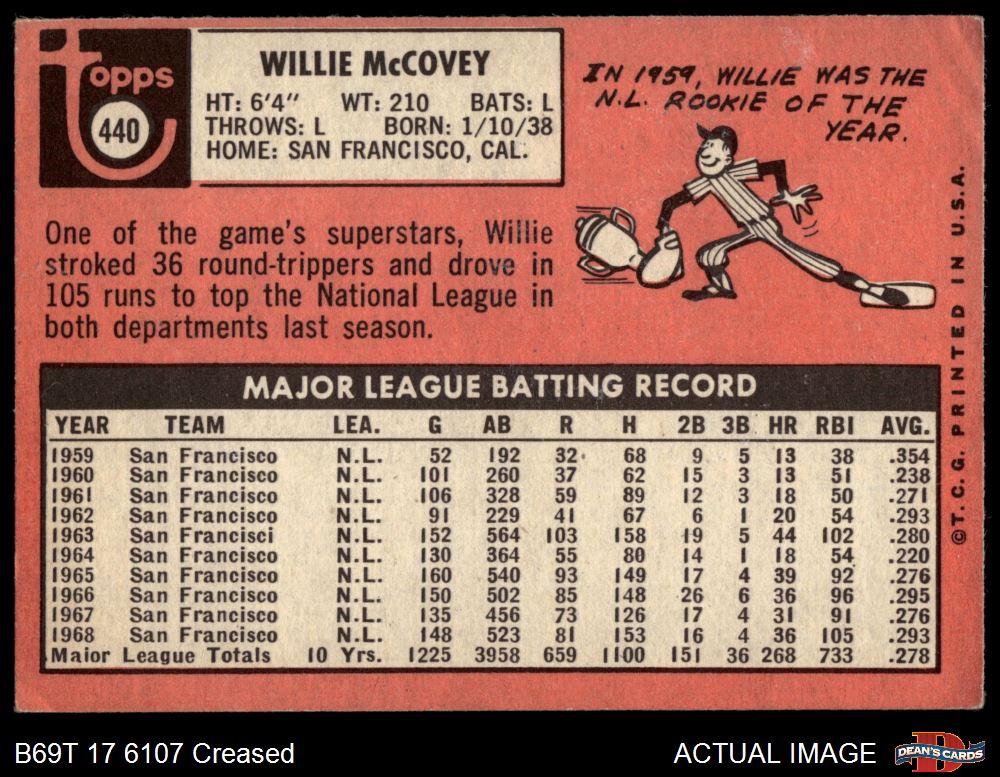 Topps
440
WILLIE McCOVEY
HT: 6'4" WT: 210 BATS: L
THROWS: L BORN: 1/10/38
HOME: SAN FRANCISCO, CAL.
IN 1959, WILLIE WAS THE
N.L. ROOKIE OF THE
YEAR.
One of the game's superstars, Willie
stroked 36 round-trippers and drove in
105 runs to top the National League in
both departments last season.
MAJOR LEAGUE BATTING RECORD
YEAR TEAM LEA. G AB R H 2B 3B HR RBI AVG.
1959 San Francisco N.L. 52 192 32 68 9 5 13 38 .354
1960 San Francisco N.L. 101 260 37 62 15 3 13 51 .238
1961 San Francisco N.L. 106 328 59 89 12 3 18 50 .271
1962 San Francisco N.L. 91 229 41 67 6 1 20 54 .293
1963 San Francisci N.L. 152 564 103 158 19 5 44 102 .280
1964 San Francisco N.L. 130 364 55 80 14 1 18 54 .220
1965 San Francisco N.L. 160 540 93 149 17 4 39 92 .276
1966 San Francisco N.L. 150 502 85 148 26 6 36 96 .295
1967 San Francisco N.L. 135 456 73 126 17 4 31 91 .276
1968 San Francisco N.L. 148 523 81 153 16 4 36 105 .293
Major League Totals 10 Yrs. 1225 3958 659 1100 151 36 268 733 .278
©T.C.G. PRINTED IN U.S.A.
B69T 17 6107 Creased
ACTUAL IMAGE
D
DEAN'S CARDS